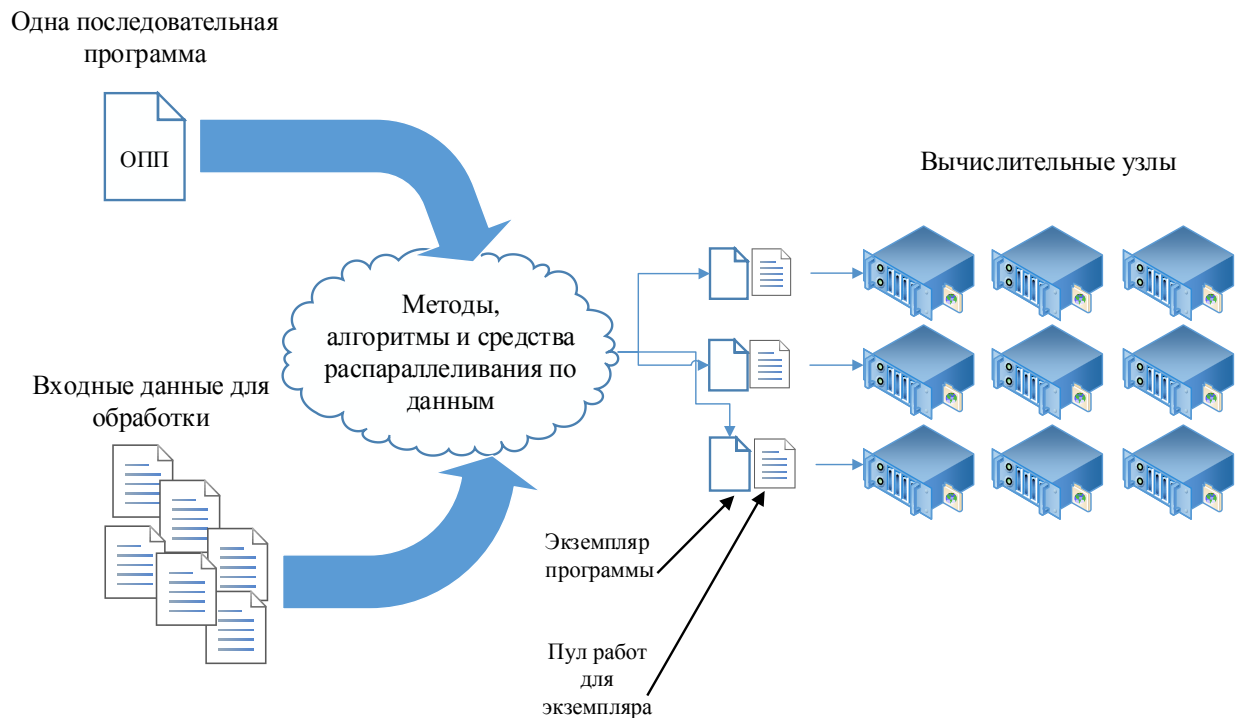 Одна последовательная
программа
ОПП
Вычислительные узлы
Методы,
алгоритмы и средства
распараллеливания по
данным
Входные данные для
обработки
Экземпляр
программы
Пул работ
для
экземпляра